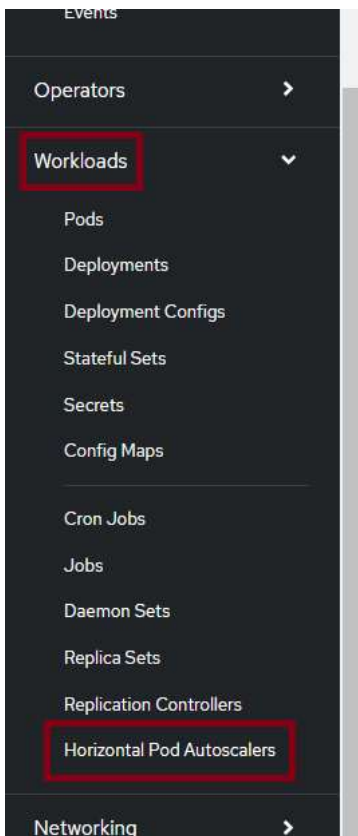 Events
Operators
Workloads
Pods
Deployments
Deployment Configs
Stateful Sets
Secrets
Config Maps
Cron Jobs
Jobs
Daemon Sets
Replica Sets
Replication Controllers
Horizontal Pod Autoscalers
Networking